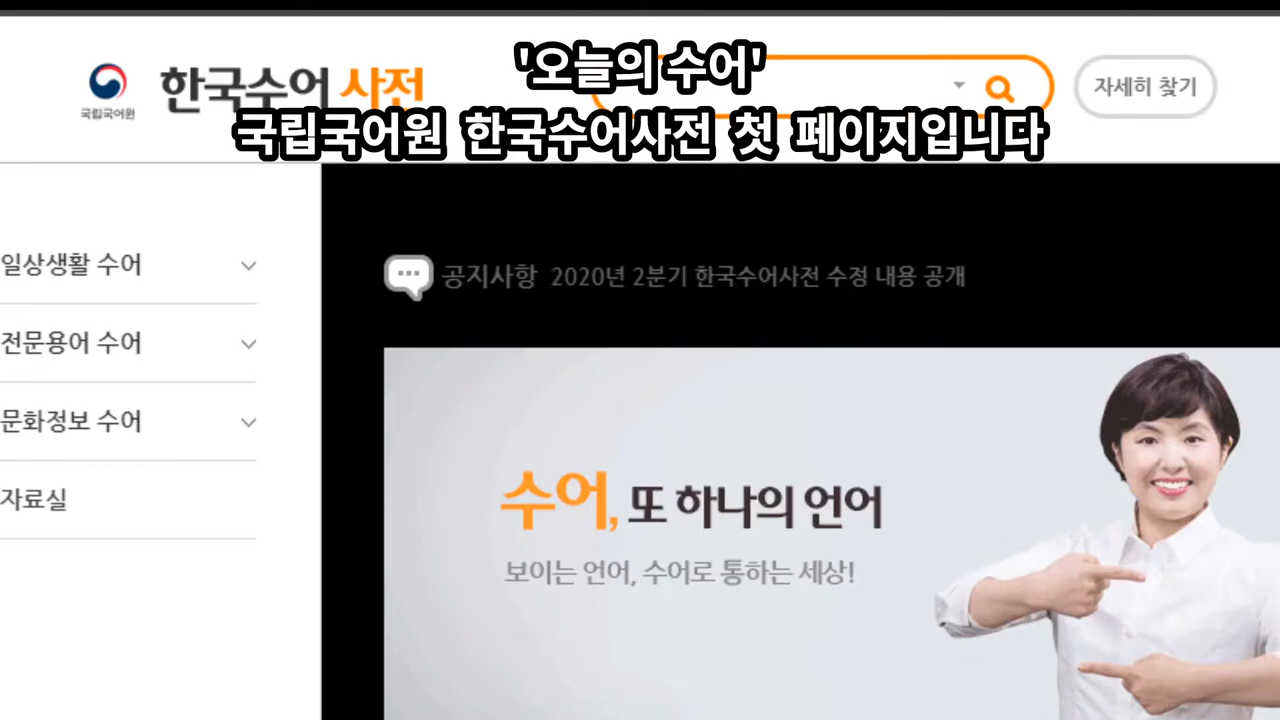 '오늘의 수어'
국립국어원 한국수어사전 첫 페이지입니다
국립국어원
한국수어 사전
자세히 찾기
일상생활 수어
전문용어 수어
문화정보 수어
자료실
공지사항 2020년 2분기 한국수어사전 수정 내용 공개
수어, 또 하나의 언어
보이는 언어, 수어로 통하는 세상!